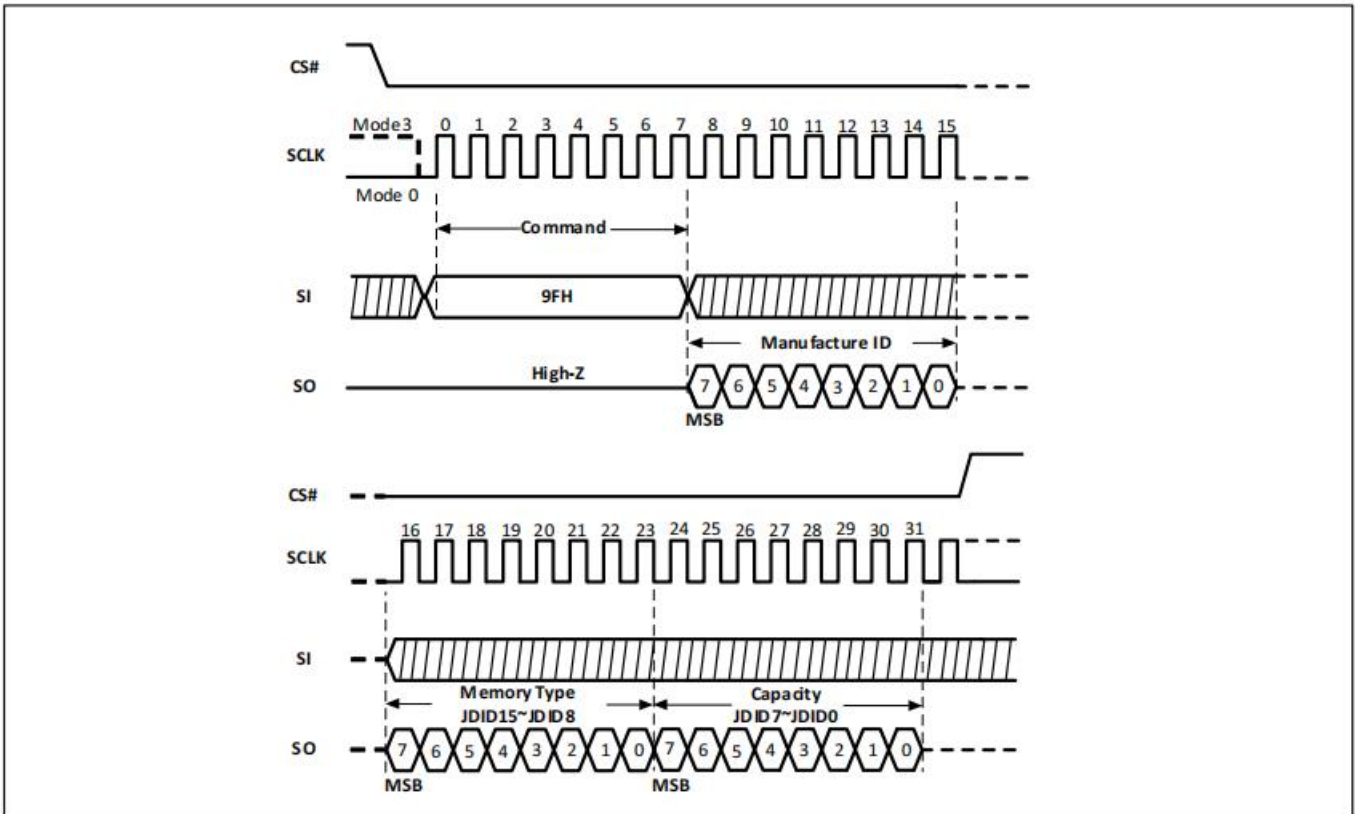 CS#
Mode3 0 1 2 3 4 5 6 7 8 9 10 11 12 13 14 15
SCLK
Mode 0
Command
SI 9FH
Manufacture ID
SO High-Z 7 6 5 4 3 2 1 0
MSB
CS#
16 17 18 19 20 21 22 23 24 25 26 27 28 29 30 31
SCLK
SI
Memory Type Capacity
JDID15~JDID8 JDID7~JDID0
SO 7 6 5 4 3 2 1 0 7 6 5 4 3 2 1 0
MSB MSB